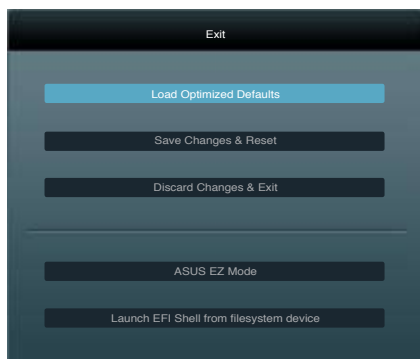 Exit
Load Optimized Defaults
Save Changes & Reset
Discard Changes & Exit
ASUS EZ Mode
Launch EFI Shell from filesystem device